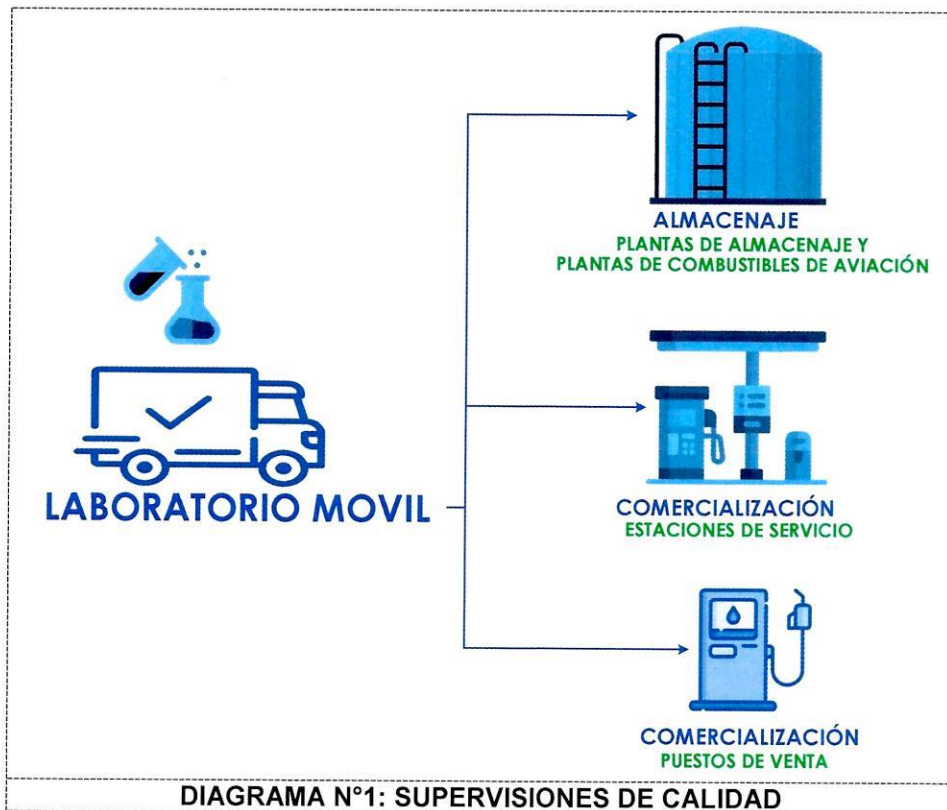 ALMACENAJE
PLANTAS DE ALMACENAJE Y
PLANTAS DE COMBUSTIBLES DE AVIACIÓN
LABORATORIO MOVIL
COMERCIALIZACIÓN
ESTACIONES DE SERVICIO
COMERCIALIZACIÓN
PUESTOS DE VENTA
DIAGRAMA N°1: SUPERVISIONES DE CALIDAD